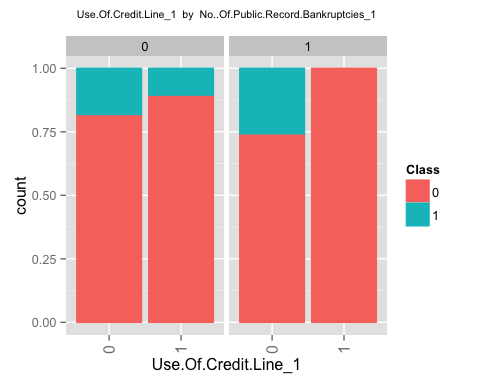 Use.Of.Credit.Line_1 by No..Of.Public.Record.Bankruptcies_1
0 1
1.00
0.75
0.50
0.25
0.00
count
0 1 0 1
Use.Of.Credit.Line_1
Class
0
1